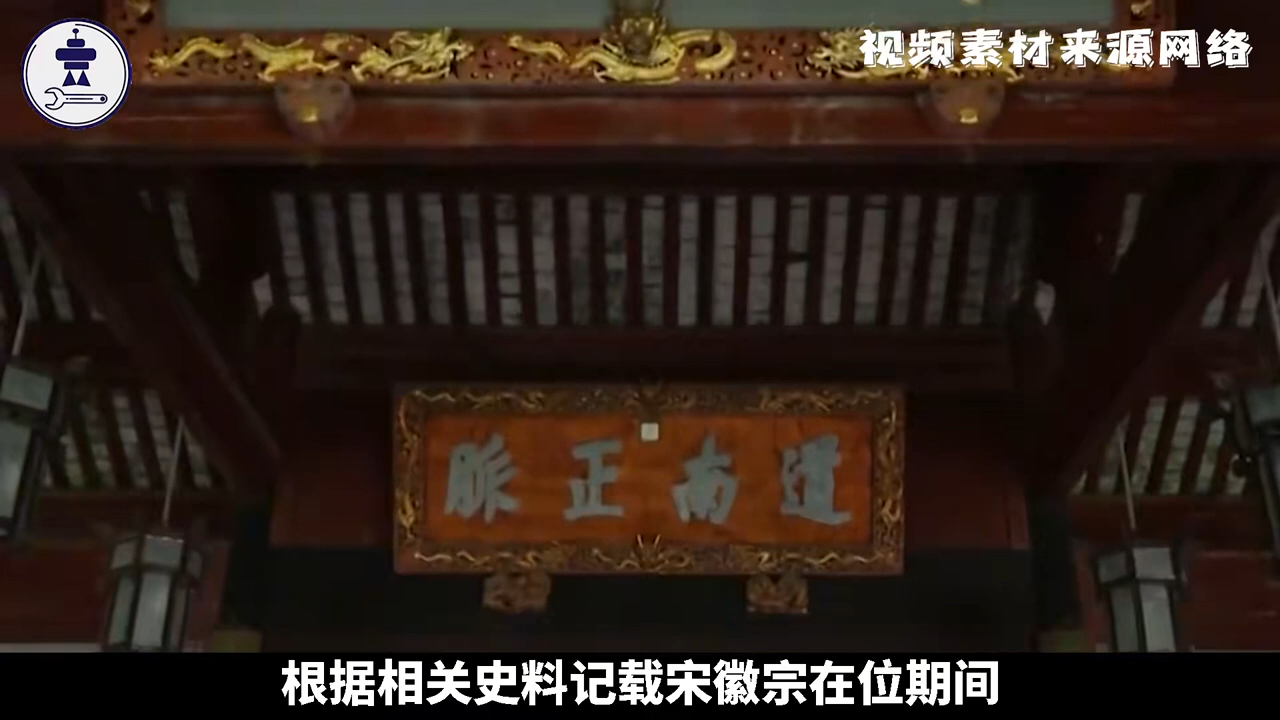 视频素材来源网络
道南正脈
根据相关史料记载宋徽宗在位期间